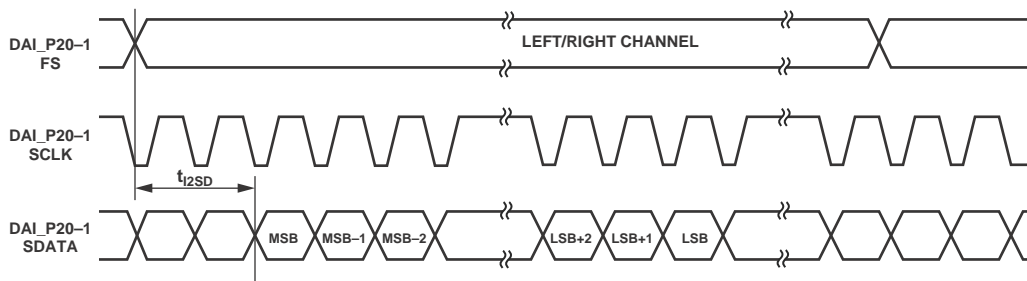 DAI_P20–1
FS
LEFT/RIGHT CHANNEL
DAI_P20–1
SCLK
tI2SD
DAI_P20–1
SDATA
MSB
MSB–1
MSB–2
LSB+2
LSB+1
LSB